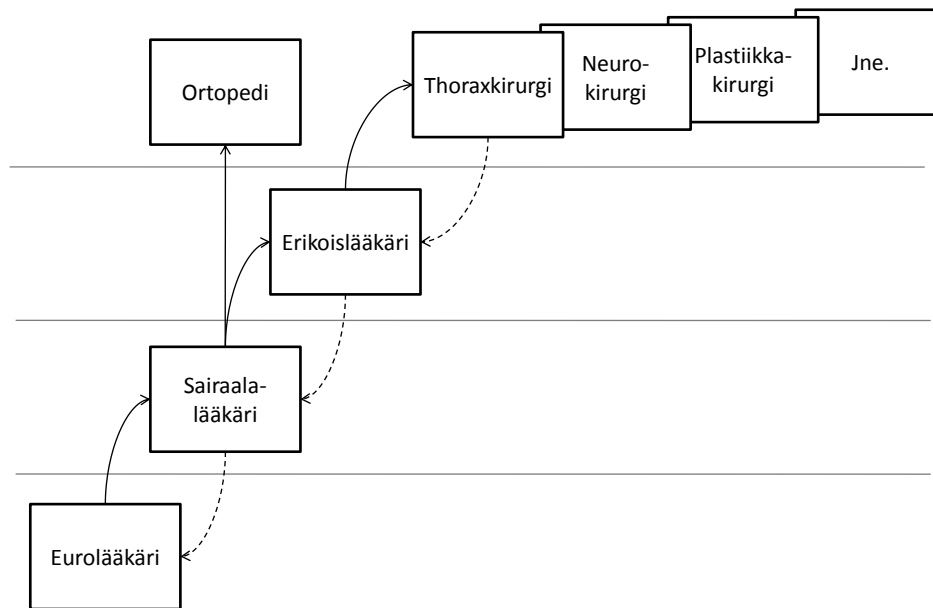 Ortopedi
Thoraxkirurgi
Neuro-
kirurgi
Plastiikka-
kirurgi
Jne.
Erikoislääkäri
Sairaala-
lääkäri
Eurolääkäri